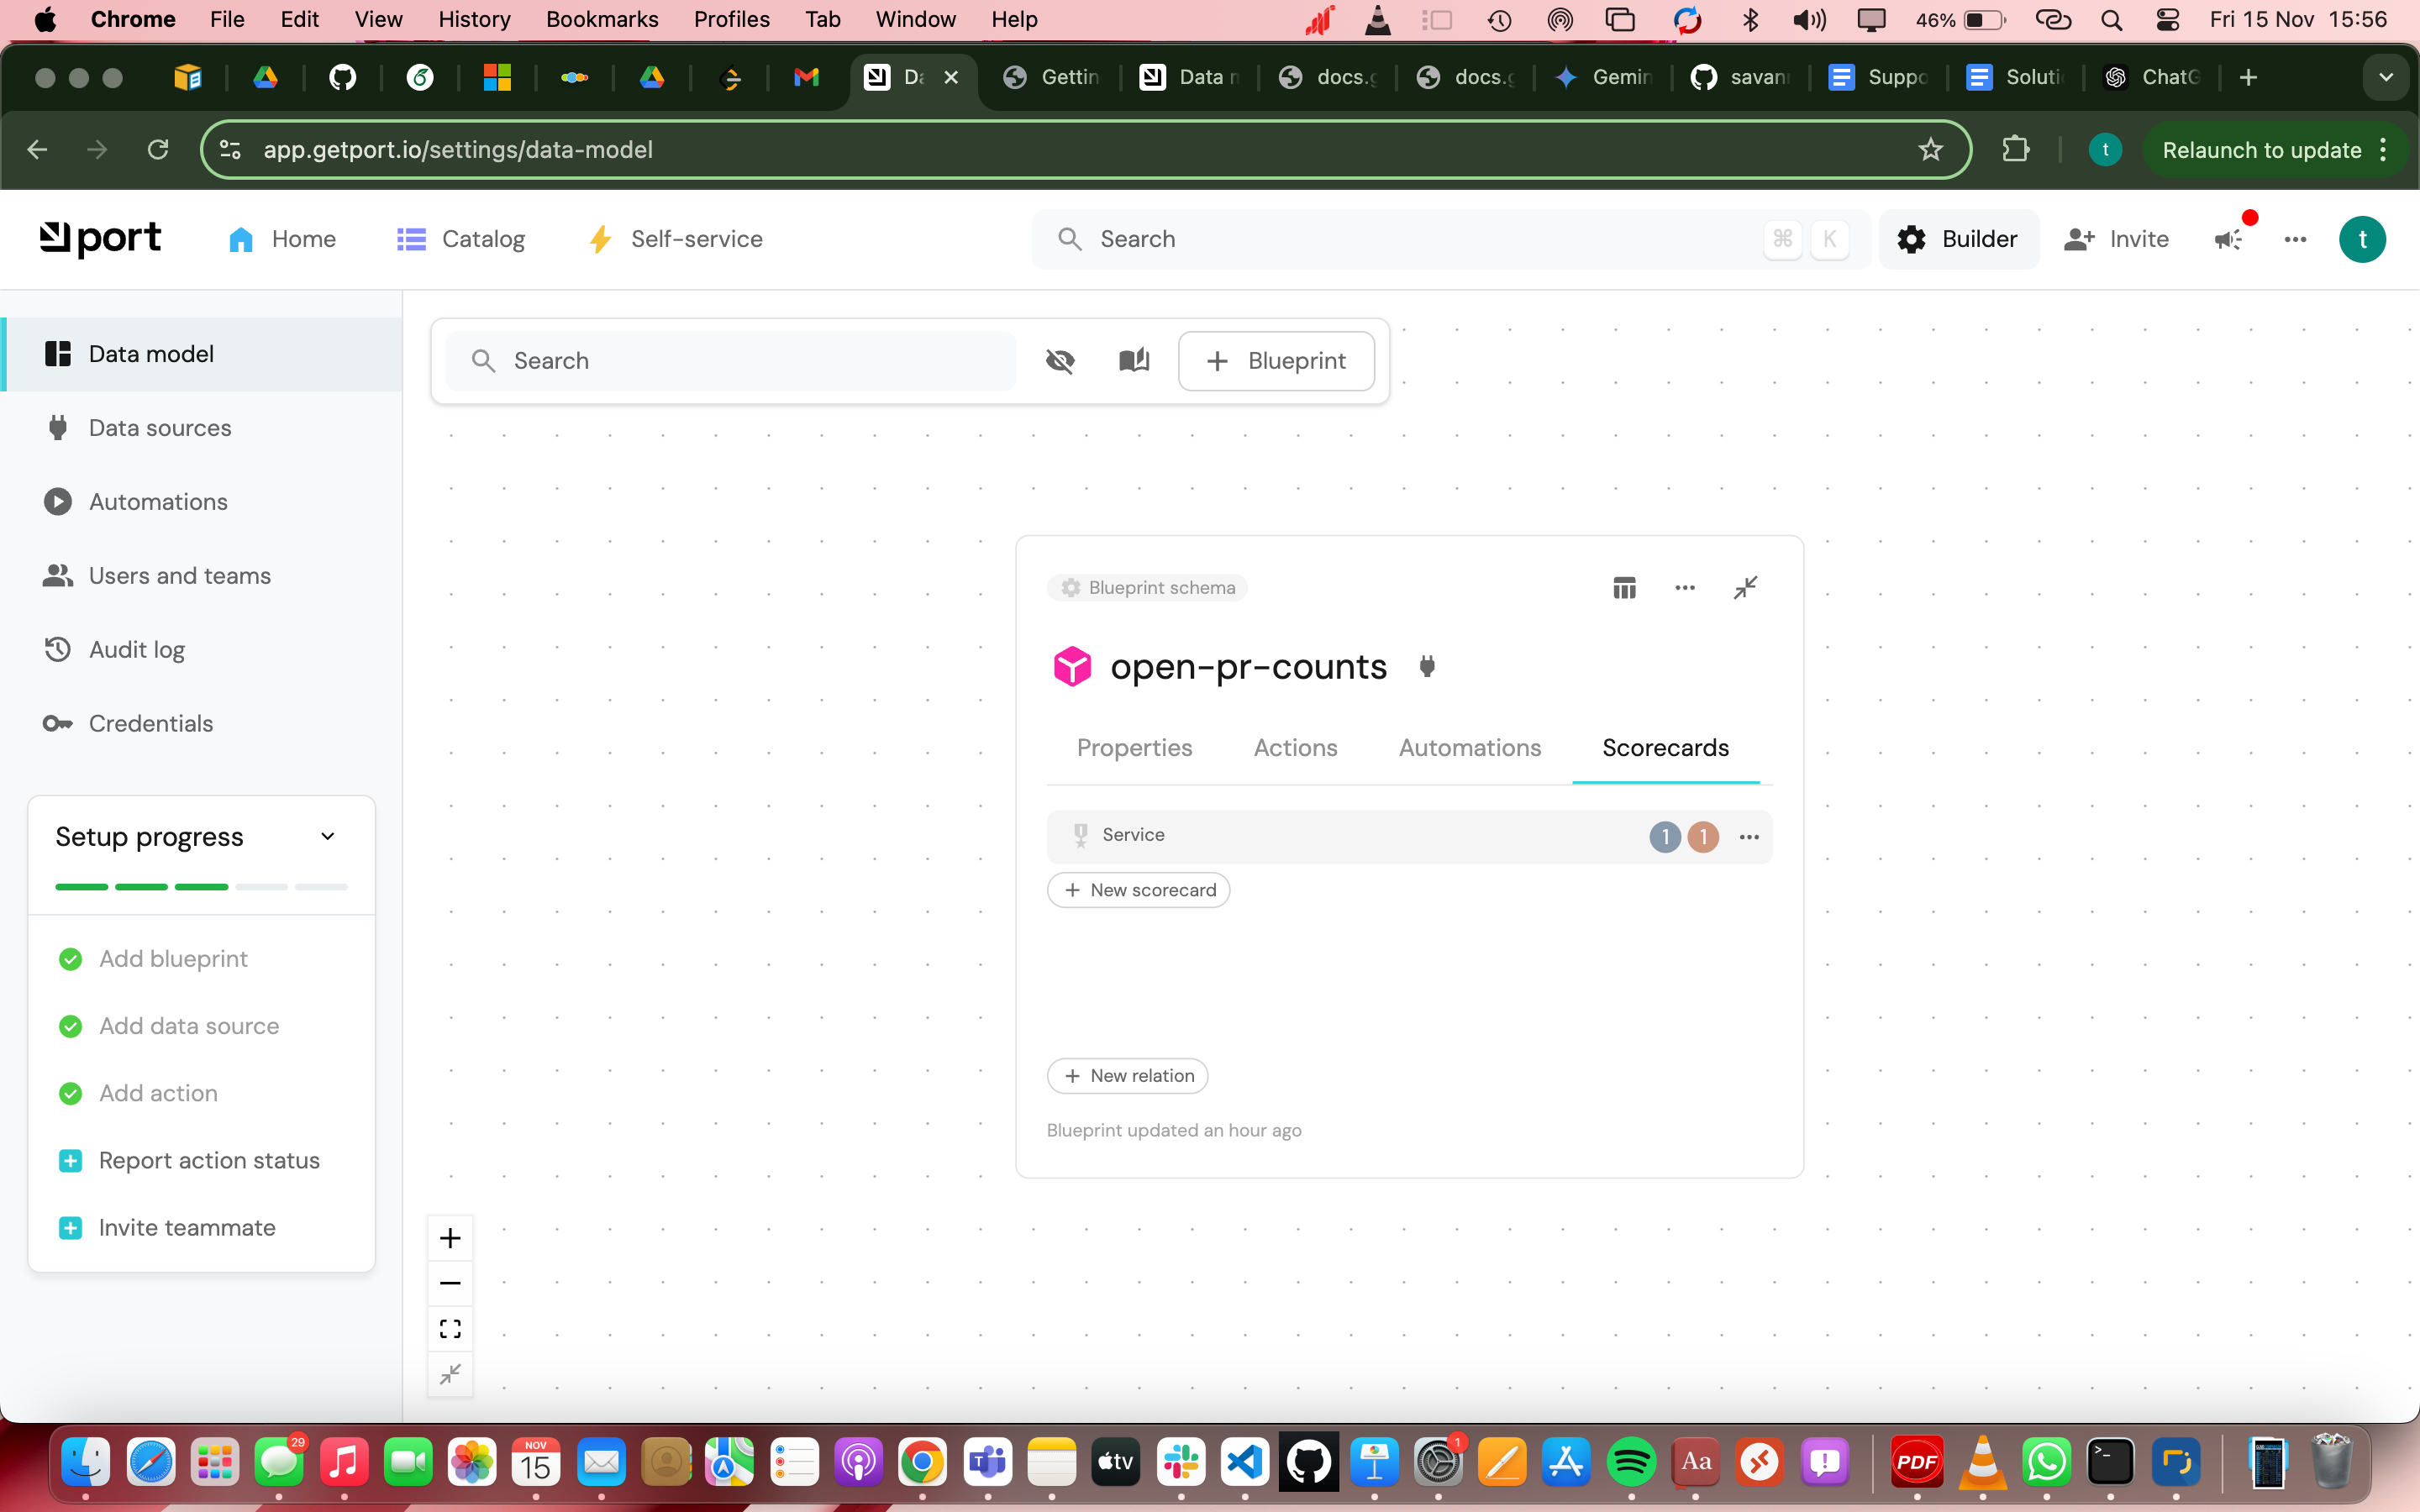 Chrome File Edit View History Bookmarks Profiles Tab Window Help 46% Fri 15 Nov 15:56
Gettin docs.g docs.g Gemin savan Suppo Soluti ChatG
app.getport.io/settings/data-model t Relaunch to update
port Home Catalog Self-service Search ⌘ K Builder Invite t
Data model
Data sources
Automations
Users and teams
Audit log
Credentials
Setup progress
Add blueprint
Add data source
Add action
Report action status
Invite teammate
Search + Blueprint
Blueprint schema
open-pr-counts
Properties Actions Automations Scorecards
Service 1 1
+ New scorecard
+ New relation
Blueprint updated an hour ago
29 NOV 15 T tv 1 Aa PDF